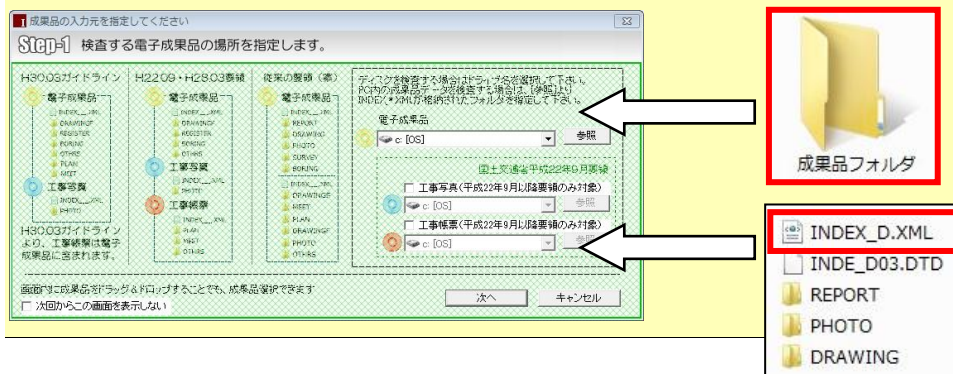 成果品の入力元を指定してください
Step-1 検査する電子成果品の場所を指定します。
H30.03ガイドライン
電子成果品
INDEX__.XML
DRAWINGF
REGISTER
BORING
OTHRS
PLAN
MEET
工事写真
INDEX__.XML
PHOTO
H30.03ガイドライン
より、工事帳票は電子
成果品に含まれます。
H22.09・H28.03要領
電子成果品
INDEX__.XML
DRAWINGF
REGISTER
BORING
OTHRS
工事写真
INDEX__.XML
PHOTO
工事帳票
INDEX__.XML
PLAN
MEET
OTHRS
従来の要領（案）
電子成果品
INDEX__.XML
REPORT
DRAWING
PHOTO
SURVEY
BORING
INDEX__.XML
DRAWINGS
MEET
PLAN
DRAWINGF
PHOTO
OTHRS
ディスクを検査する場合はドライブ名を選択して下さい。
PC内の成果品データを検査する場合は、[参照]より
INDEX*.XMLが格納されたフォルダを指定して下さい。
電子成果品
c: [OS]
参照
国土交通省平成22年9月要領
工事写真(平成22年9月以降要領のみ対象)
c: [OS]
参照
工事帳票(平成22年9月以降要領のみ対象)
c: [OS]
参照
画面内に成果品をドラッグ&ドロップすることでも、成果品選択できます
次回からこの画面を表示しない
次へ
キャンセル
成果品フォルダ
INDEX_D.XML
INDE_D03.DTD
REPORT
PHOTO
DRAWING